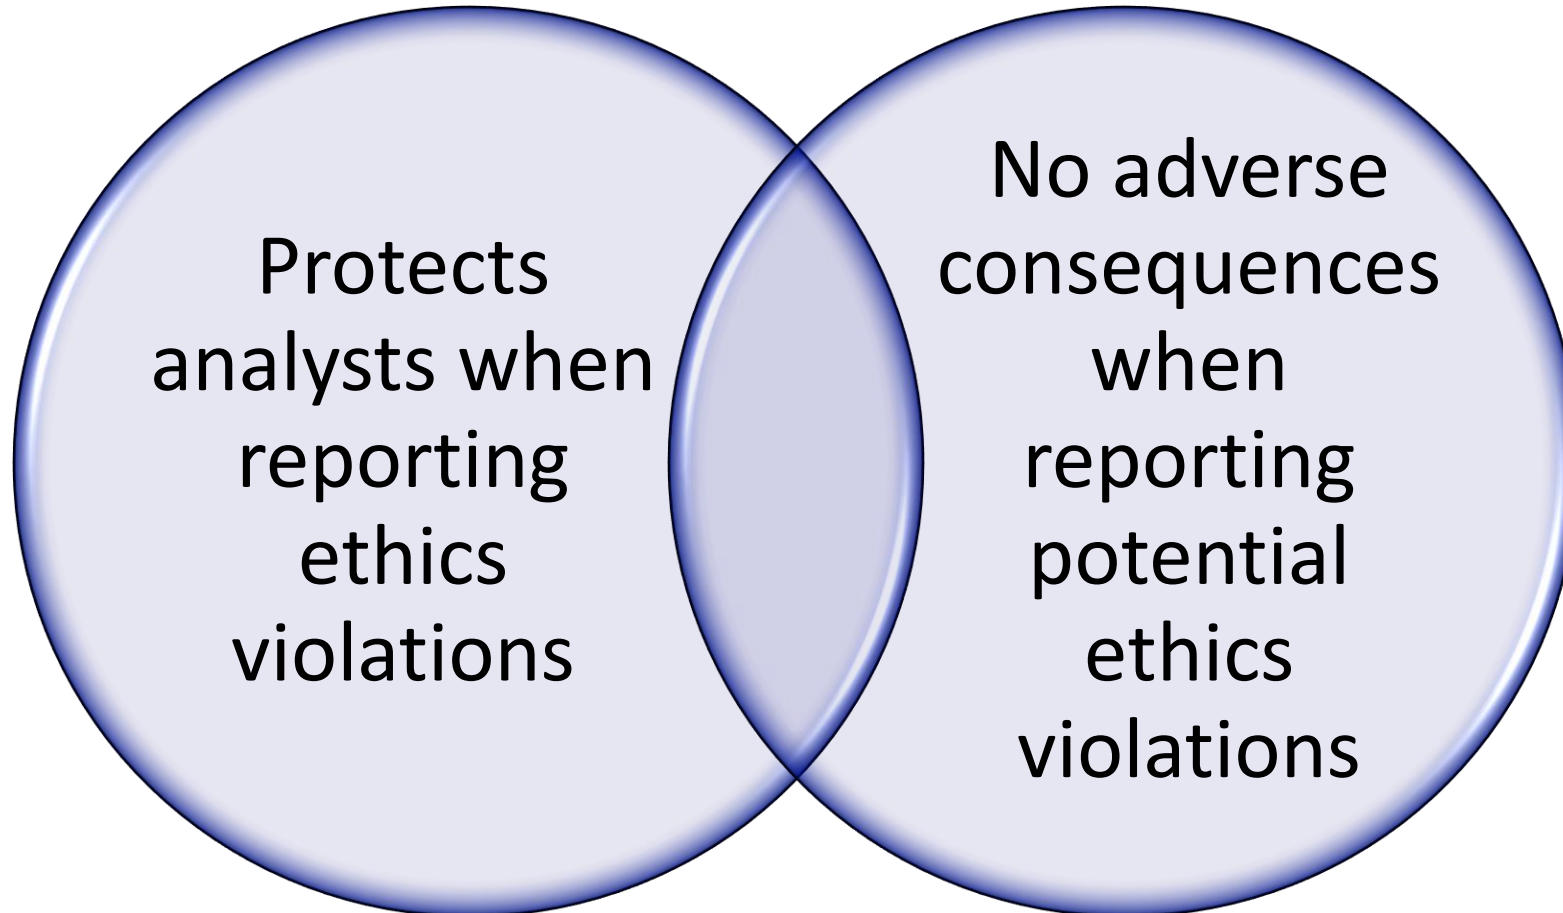 Protects
analysts when
reporting
ethics
violations
No adverse
consequences
when
reporting
potential
ethics
violations